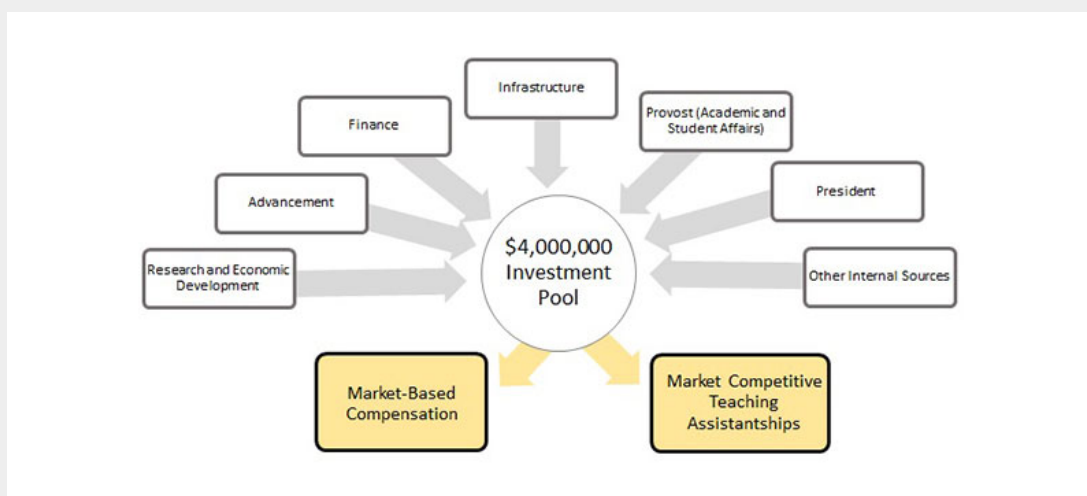 Infrastructure
Provost (Academic and
Student Affairs)
Finance
President
Advancement
$4,000,000
Investment
Pool
Research and Economic
Development
Other Internal Sources
Market-Based
Compensation
Market Competitive
Teaching
Assistantships